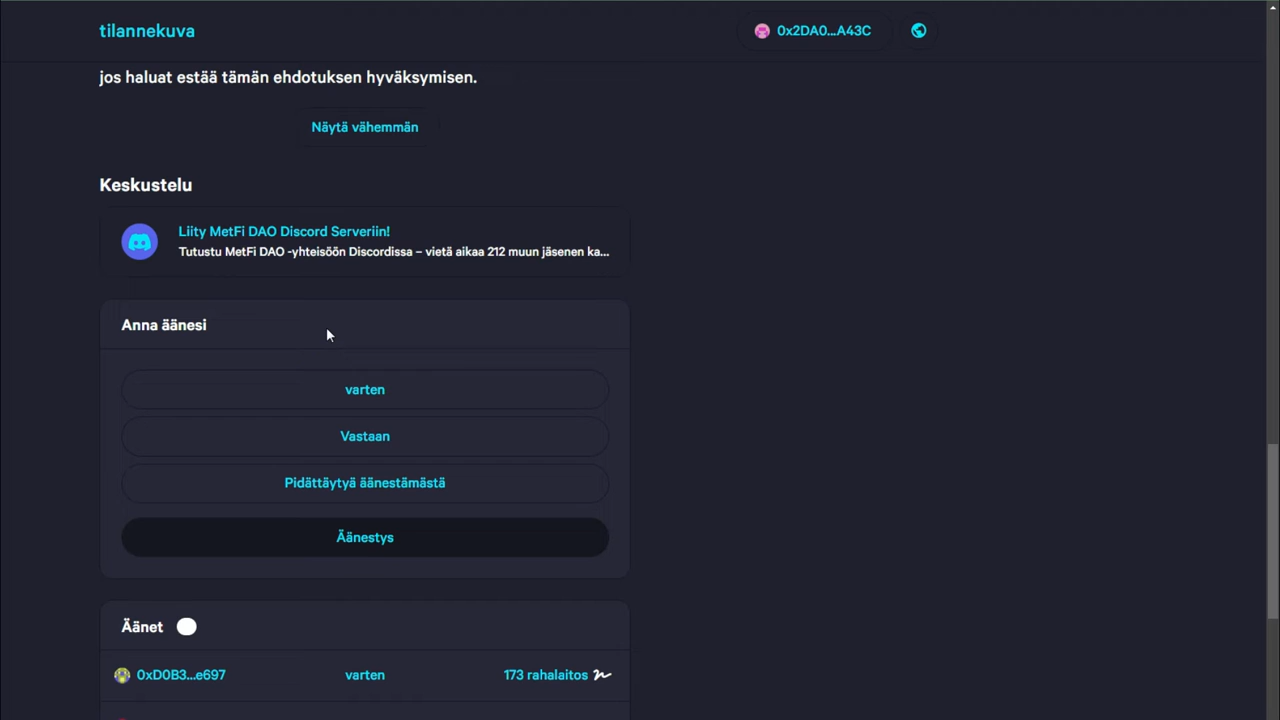 tilannekuva
0x2DA0...A43C
jos haluat estää tämän ehdotuksen hyväksymisen.
Näytä vähemmän
Keskustelu
Liity MetFi DAO Discord Serveriin!
Tutustu MetFi DAO -yhteisöön Discordissa – vietä aikaa 212 muun jäsenen ka...
Anna äänesi
varten
Vastaan
Pidättäytyä äänestämästä
Äänestys
Äänet
0xD0B3...e697 varten 173 rahalaitos